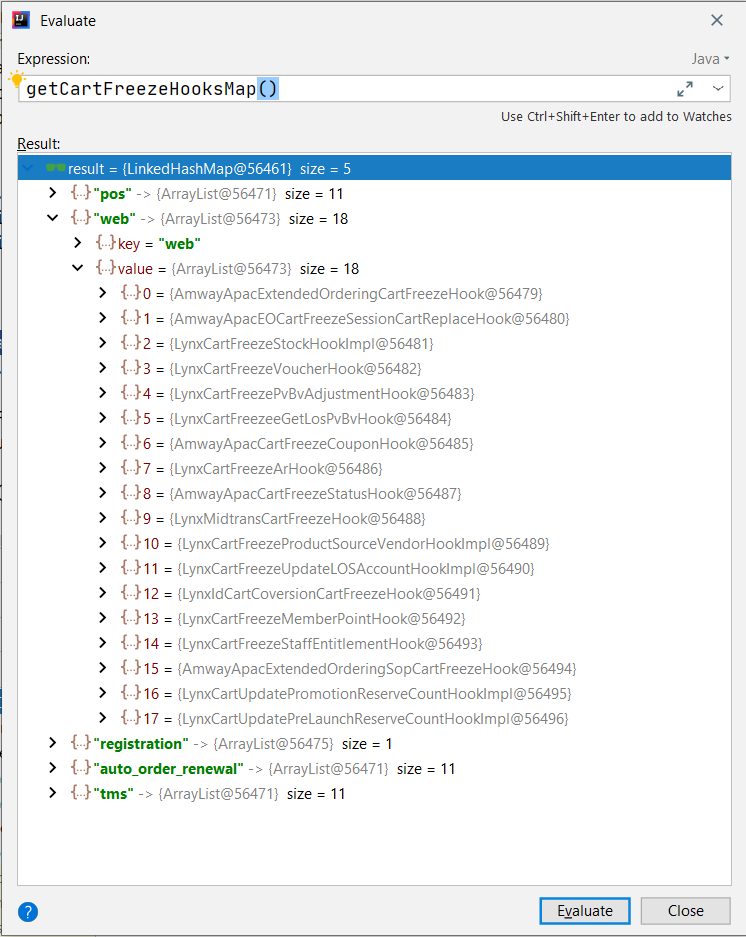 Evaluate
Expression:
Java
getCartFreezeHooksMap()
Use Ctrl+Shift+Enter to add to Watches
Result:
result = {LinkedHashMap@56461} size = 5
"pos" -> {ArrayList@56471} size = 11
"web" -> {ArrayList@56473} size = 18
key = "web"
value = {ArrayList@56473} size = 18
0 = {AmwayApacExtendedOrderingCartFreezeHook@56479}
1 = {AmwayApacEOCartFreezeSessionCartReplaceHook@56480}
2 = {LynxCartFreezeStockHookImpl@56481}
3 = {LynxCartFreezeVoucherHook@56482}
4 = {LynxCartFreezePvBvAdjustmentHook@56483}
5 = {LynxCartFreezeeGetLosPvBvHook@56484}
6 = {AmwayApacCartFreezeCouponHook@56485}
7 = {LynxCartFreezeArHook@56486}
8 = {AmwayApacCartFreezeStatusHook@56487}
9 = {LynxMidtransCartFreezeHook@56488}
10 = {LynxCartFreezeProductSourceVendorHookImpl@56489}
11 = {LynxCartFreezeUpdateLOSAccountHookImpl@56490}
12 = {LynxIdCartCoversionCartFreezeHook@56491}
13 = {LynxCartFreezeMemberPointHook@56492}
14 = {LynxCartFreezeStaffEntitlementHook@56493}
15 = {AmwayApacExtendedOrderingSopCartFreezeHook@56494}
16 = {LynxCartUpdatePromotionReserveCountHookImpl@56495}
17 = {LynxCartUpdatePreLaunchReserveCountHookImpl@56496}
"registration" -> {ArrayList@56475} size = 1
"auto_order_renewal" -> {ArrayList@56471} size = 11
"tms" -> {ArrayList@56471} size = 11
?
Evaluate
Close